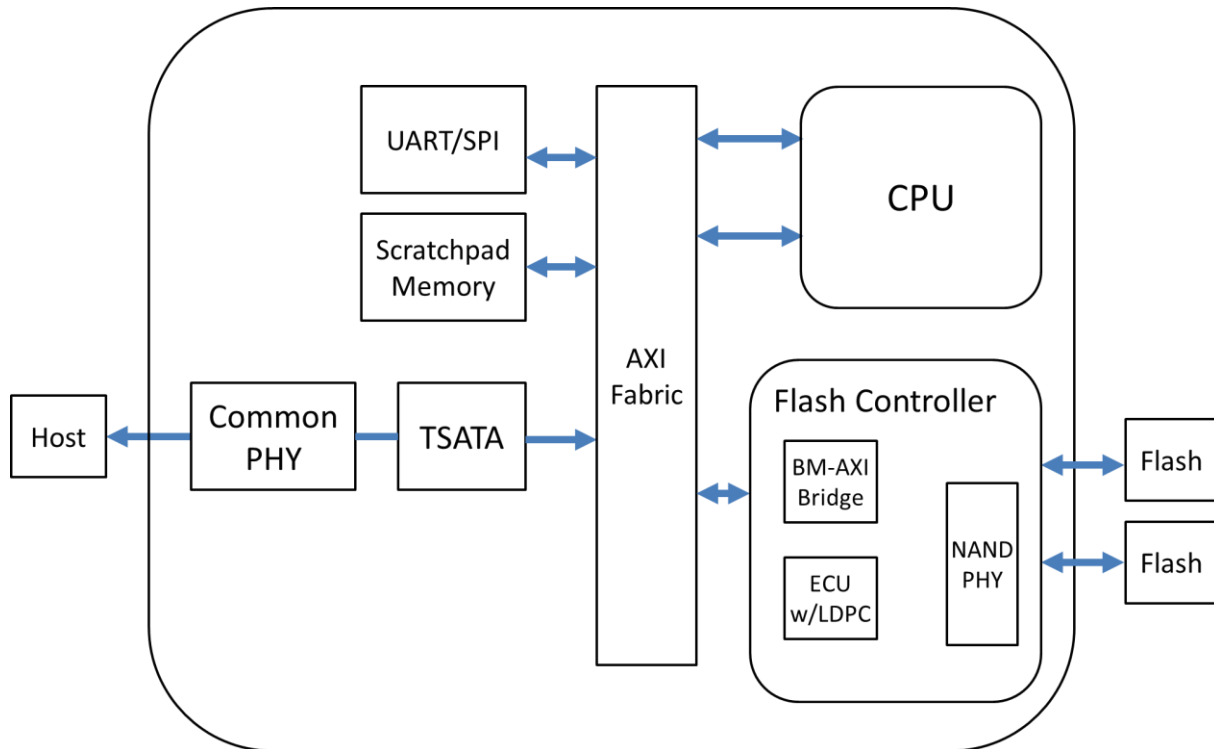 UART/SPI
Scratchpad
Memory
Host
Common
PHY
TSATA
AXI
Fabric
CPU
Flash Controller
BM-AXI
Bridge
ECU
w/LDPC
NAND
PHY
Flash
Flash